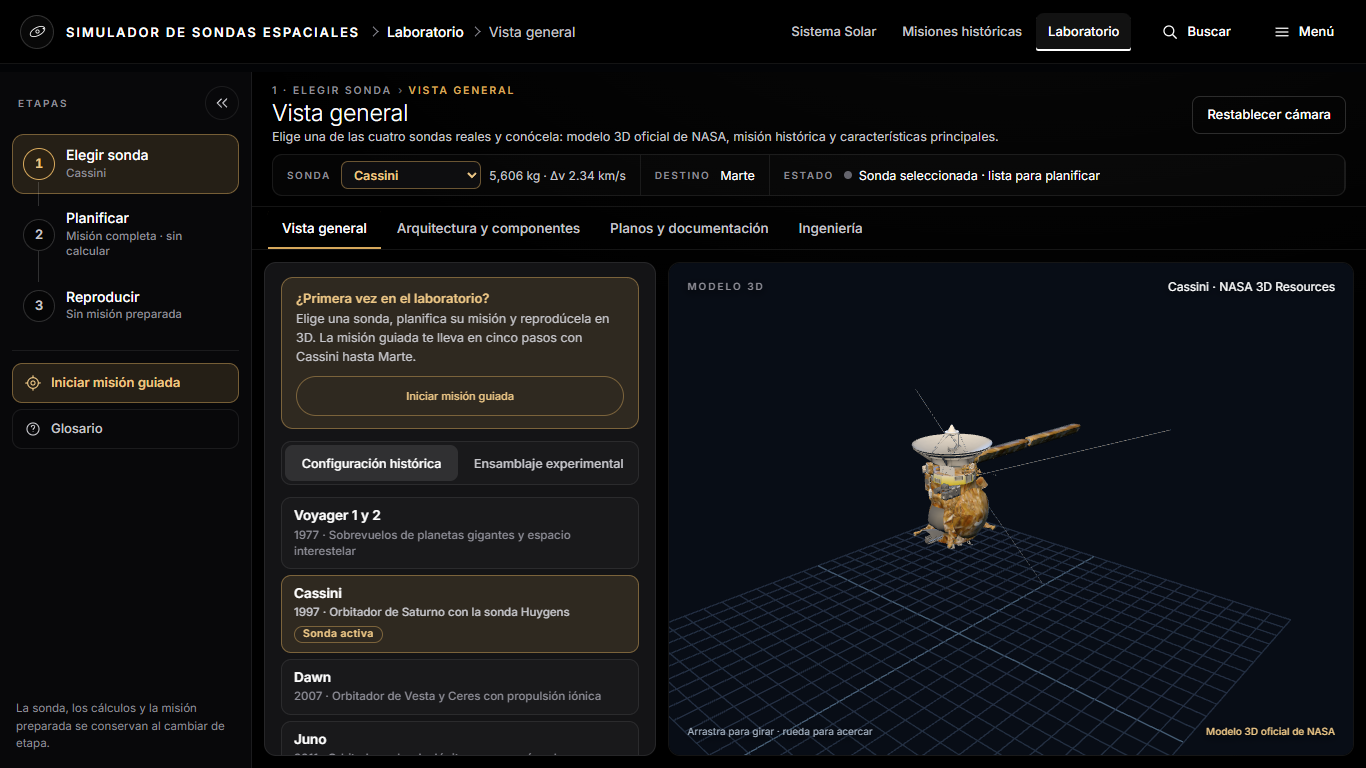 SIMULADOR DE SONDAS ESPACIALES
Laboratorio
Vista general
Sistema Solar
Misiones históricas
Laboratorio
Buscar
Menú
ETAPAS
1
Elegir sonda
Cassini
2
Planificar
Misión completa · sin
calcular
3
Reproducir
Sin misión preparada
Iniciar misión guiada
Glosario
La sonda, los cálculos y la misión
preparada se conservan al cambiar de
etapa.
1 · ELEGIR SONDA › VISTA GENERAL
Vista general
Elige una de las cuatro sondas reales y conócela: modelo 3D oficial de NASA, misión histórica y características principales.
Restablecer cámara
SONDA
Cassini
5,606 kg · Δv 2.34 km/s
DESTINO Marte
ESTADO
Sonda seleccionada · lista para planificar
Vista general
Arquitectura y componentes
Planos y documentación
Ingeniería
¿Primera vez en el laboratorio?
Elige una sonda, planifica su misión y reprodúcela en
3D. La misión guiada te lleva en cinco pasos con
Cassini hasta Marte.
Iniciar misión guiada
Configuración histórica
Ensamblaje experimental
Voyager 1 y 2
1977 · Sobrevuelos de planetas gigantes y espacio
interestelar
Cassini
1997 · Orbitador de Saturno con la sonda Huygens
Sonda activa
Dawn
2007 · Orbitador de Vesta y Ceres con propulsión iónica
Juno
MODELO 3D
Cassini · NASA 3D Resources
Arrastra para girar · rueda para acercar
Modelo 3D oficial de NASA